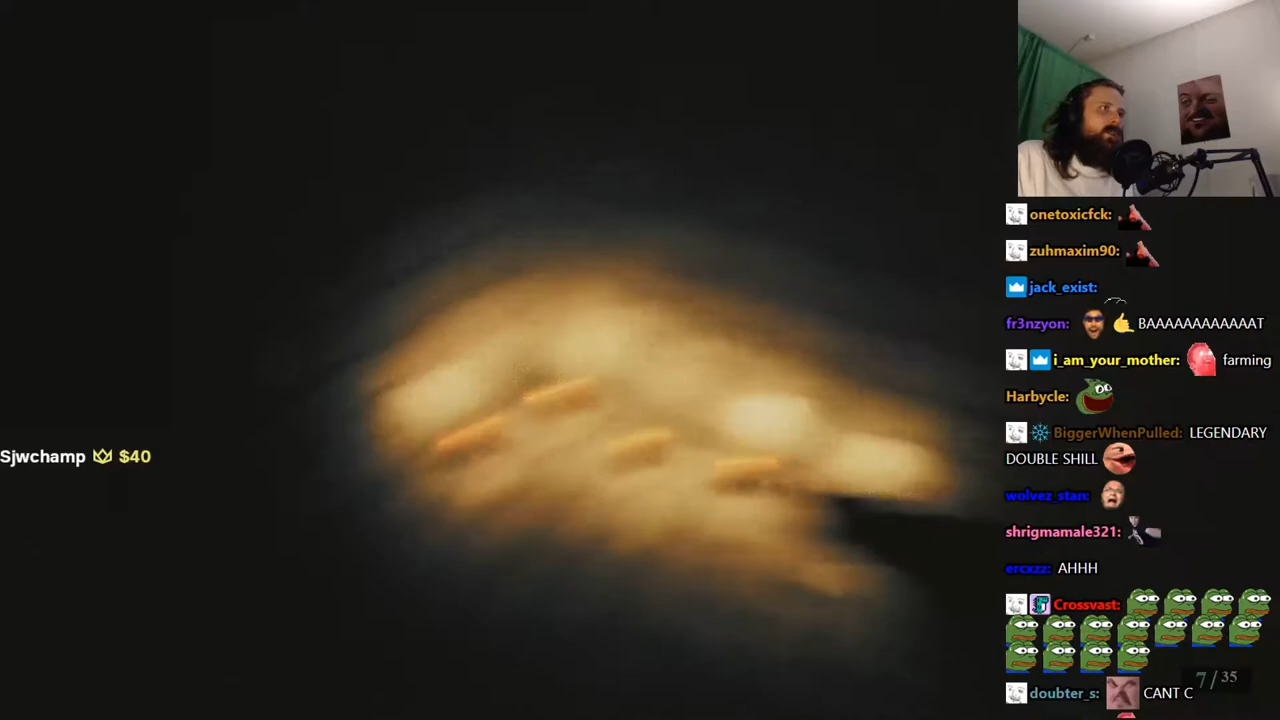 onetoxicfck:
zuhmaxim90:
jack_exist:
fr3nzyon: BAAAAAAAAAAAAT
i_am_your_mother: farming
Harbycle:
Sjwchamp $40
BiggerWhenPulled: LEGENDARY
DOUBLE SHILL
wolvez_stan:
shrigmamale321:
ercxzz: AHHH
Crossvast:
7/35
doubter_s: CANT C